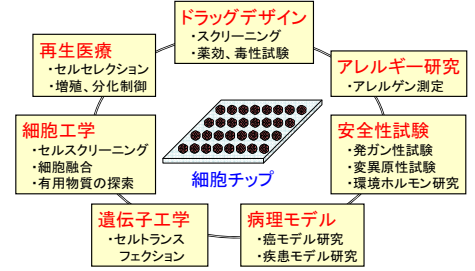 ドラッグデザイン
・スクリーニング
・薬効、毒性試験
再生医療
・セルセレクション
・増殖、分化制御
アレルギー研究
・アレルゲン測定
細胞工学
・セルスクリーニング
・細胞融合
・有用物質の探索
細胞チップ
安全性試験
・発ガン性試験
・変異原性試験
・環境ホルモン研究
遺伝子工学
・セルトランス
フェクション
病理モデル
・癌モデル研究
・疾患モデル研究